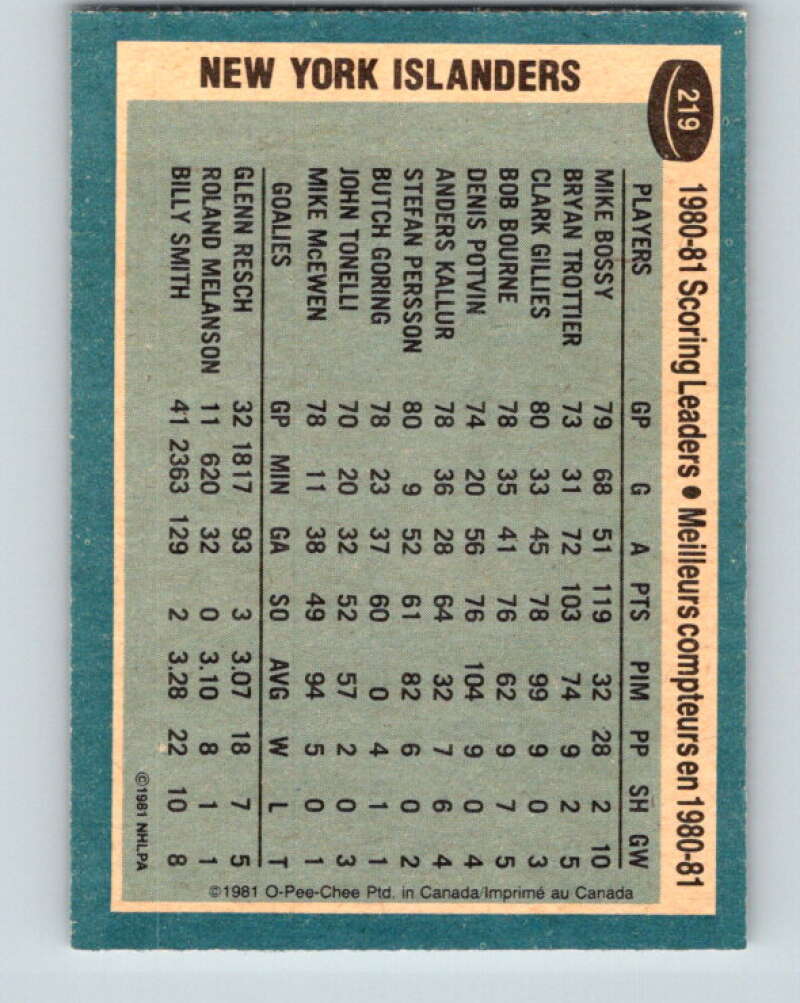 219
NEW YORK ISLANDERS
1980-81 Scoring Leaders • Meilleurs compteurs en 1980-81
PLAYERS GP G A PTS PIM PP SH GW
MIKE BOSSY 79 68 51 119 32 28 2 10
BRYAN TROTTIER 73 31 72 103 74 9 2 5
CLARK GILLIES 80 33 45 78 99 9 0 3
BOB BOURNE 78 35 41 76 62 9 7 5
DENIS POTVIN 74 20 56 76 104 9 0 4
ANDERS KALLUR 78 36 28 64 32 7 6 4
STEFAN PERSSON 80 9 52 61 82 6 0 2
BUTCH GORING 78 23 37 60 0 4 1 1
JOHN TONELLI 70 20 32 52 57 2 0 3
MIKE McEWEN 78 11 38 49 94 5 0 1
GOALIES GP MIN GA SO AVG W L T
GLENN RESCH 32 1817 93 3 3.07 18 7 5
ROLAND MELANSON 11 620 32 0 3.10 8 1 1
BILLY SMITH 41 2363 129 2 3.28 22 10 8
©1981 NHLPA
©1981 O-Pee-Chee Ptd. in Canada/Imprimé au Canada